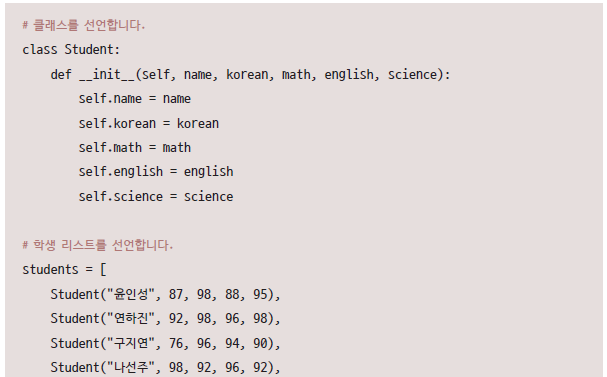 # 클래스를 선언합니다.
class Student:
    def __init__(self, name, korean, math, english, science):
        self.name = name
        self.korean = korean
        self.math = math
        self.english = english
        self.science = science

# 학생 리스트를 선언합니다.
students = [
    Student("윤인성", 87, 98, 88, 95),
    Student("연하진", 92, 98, 96, 98),
    Student("구지연", 76, 96, 94, 90),
    Student("나선주", 98, 92, 96, 92),